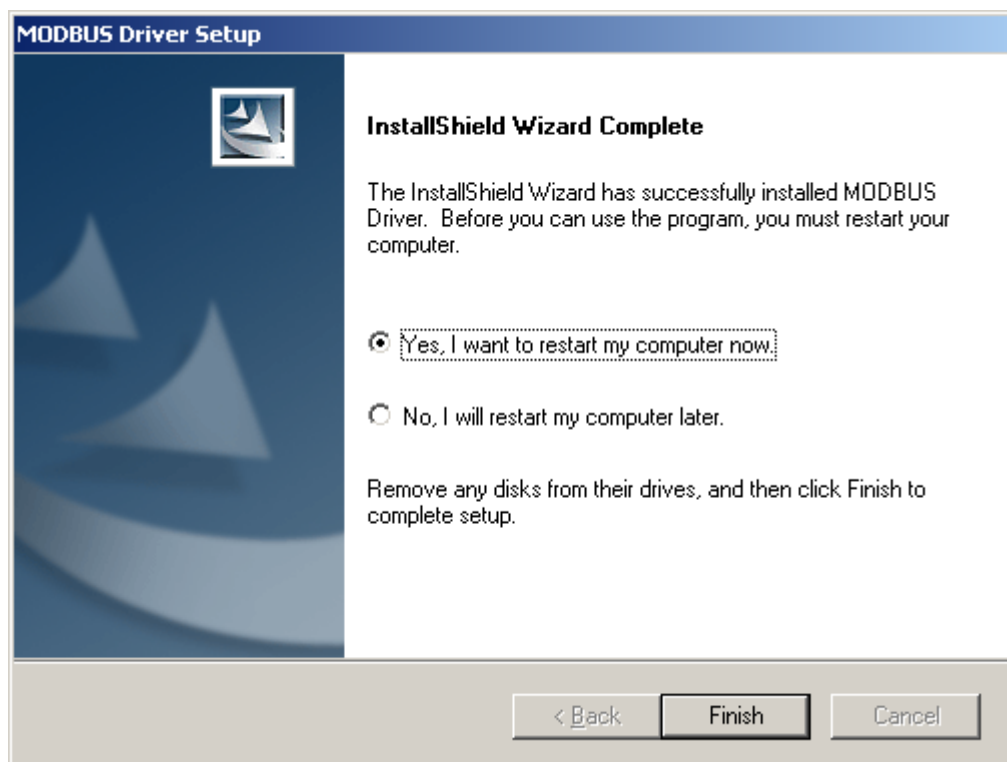 MODBUS Driver Setup
InstallShield Wizard Complete
The InstallShield Wizard has successfully installed MODBUS
Driver.  Before you can use the program, you must restart your
computer.
Yes, I want to restart my computer now.
No, I will restart my computer later.
Remove any disks from their drives, and then click Finish to
complete setup.
< Back
Finish
Cancel